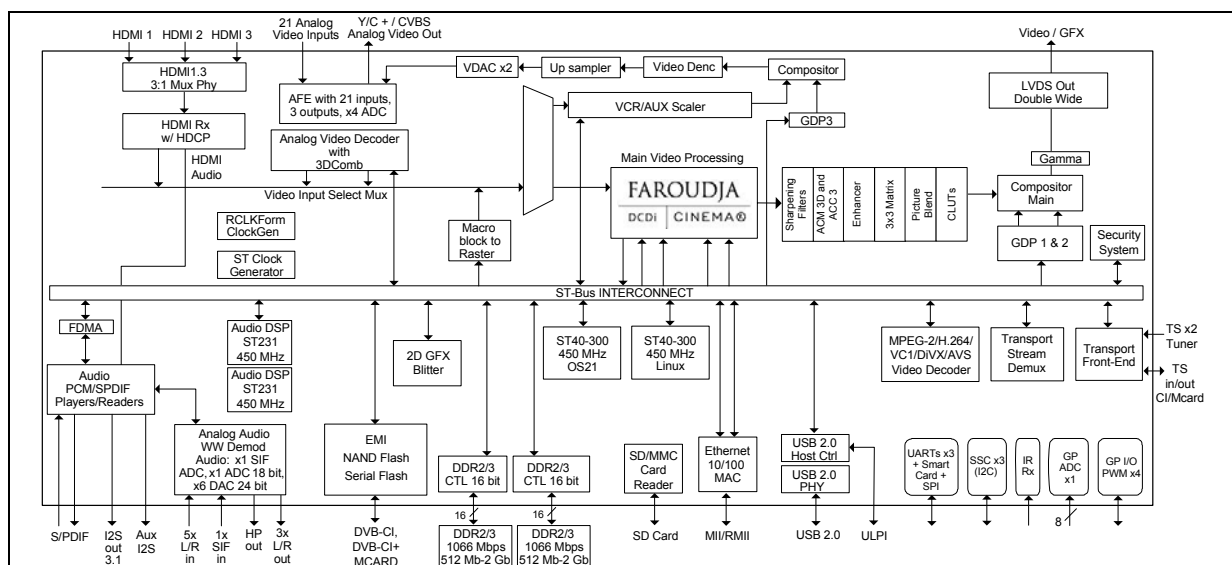 HDMI 1 HDMI 2 HDMI 3
21 Analog
Video Inputs
Y/C + / CVBS
Analog Video Out
Video / GFX
HDMI1.3
3:1 Mux Phy
AFE with 21 inputs,
3 outputs, x4 ADC
VDAC x2
Up sampler
Video Denc
Compositor
LVDS Out
Double Wide
VCR/AUX Scaler
GDP3
HDMI Rx
w/ HDCP
HDMI
Audio
Analog Video Decoder
with
3DComb
Video Input Select Mux
Main Video Processing
FAROUDJA
DCDi CINEMA®
Sharpening
Filters
ACM 3D and
ACC 3
Enhancer
3x3 Matrix
Picture
Blend
CLUTs
Gamma
Compositor
Main
RCLKForm
ClockGen
ST Clock
Generator
Macro
block to
Raster
GDP 1 & 2
Security
System
ST-Bus INTERCONNECT
FDMA
Audio DSP
ST231
450 MHz
Audio DSP
ST231
450 MHz
2D GFX
Blitter
ST40-300
450 MHz
OS21
ST40-300
450 MHz
Linux
MPEG-2/H.264/
VC1/DiVX/AVS
Video Decoder
Transport
Stream
Demux
Transport
Front-End
TS x2
Tuner
TS
in/out
CI/Mcard
Audio
PCM/SPDIF
Players/Readers
Analog Audio
WW Demod
Audio: x1 SIF
ADC, x1 ADC 18 bit,
x6 DAC 24 bit
EMI
NAND Flash
Serial Flash
DDR2/3
CTL 16 bit
DDR2/3
CTL 16 bit
SD/MMC
Card
Reader
Ethernet
10/100
MAC
USB 2.0
Host Ctrl
USB 2.0
PHY
UARTs x3
+ Smart
Card +
SPI
SSC x3
(I2C)
IR
Rx
GP
ADC
x1
GP I/O
PWM x4
16
16
8
S/PDIF
I2S
out
3.1
Aux
I2S
5x
L/R
in
1x
SIF
in
HP
out
3x
L/R
out
DVB-CI,
DVB-CI+
MCARD
DDR2/3
1066 Mbps
512 Mb-2 Gb
DDR2/3
1066 Mbps
512 Mb-2 Gb
SD Card
MII/RMII
USB 2.0
ULPI